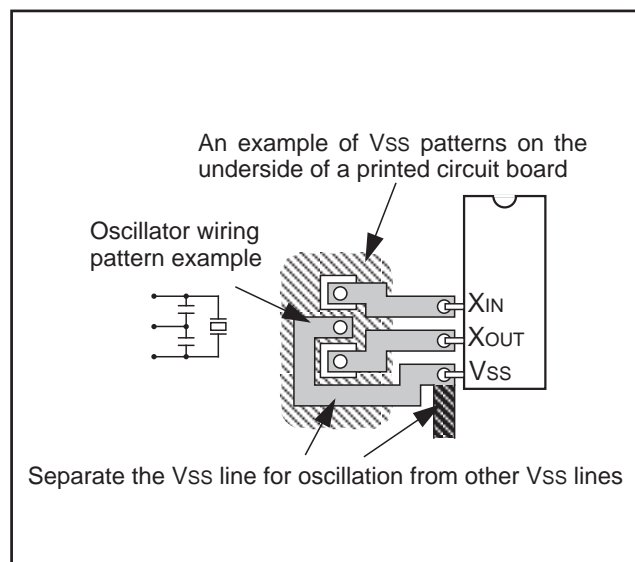 An example of VSS patterns on the
underside of a printed circuit board
Oscillator wiring
pattern example
XIN
XOUT
VSS
Separate the VSS line for oscillation from other VSS lines